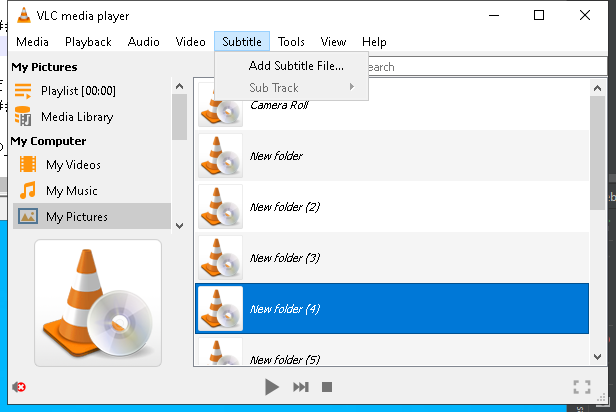 VLC media player
Media Playback Audio Video Subtitle Tools View Help
My Pictures
Add Subtitle File...
Sub Track
earch
Playlist [00:00]
Media Library
My Computer
My Videos
My Music
My Pictures
Camera Roll
New folder
New folder (2)
New folder (3)
New folder (4)
New folder (5)